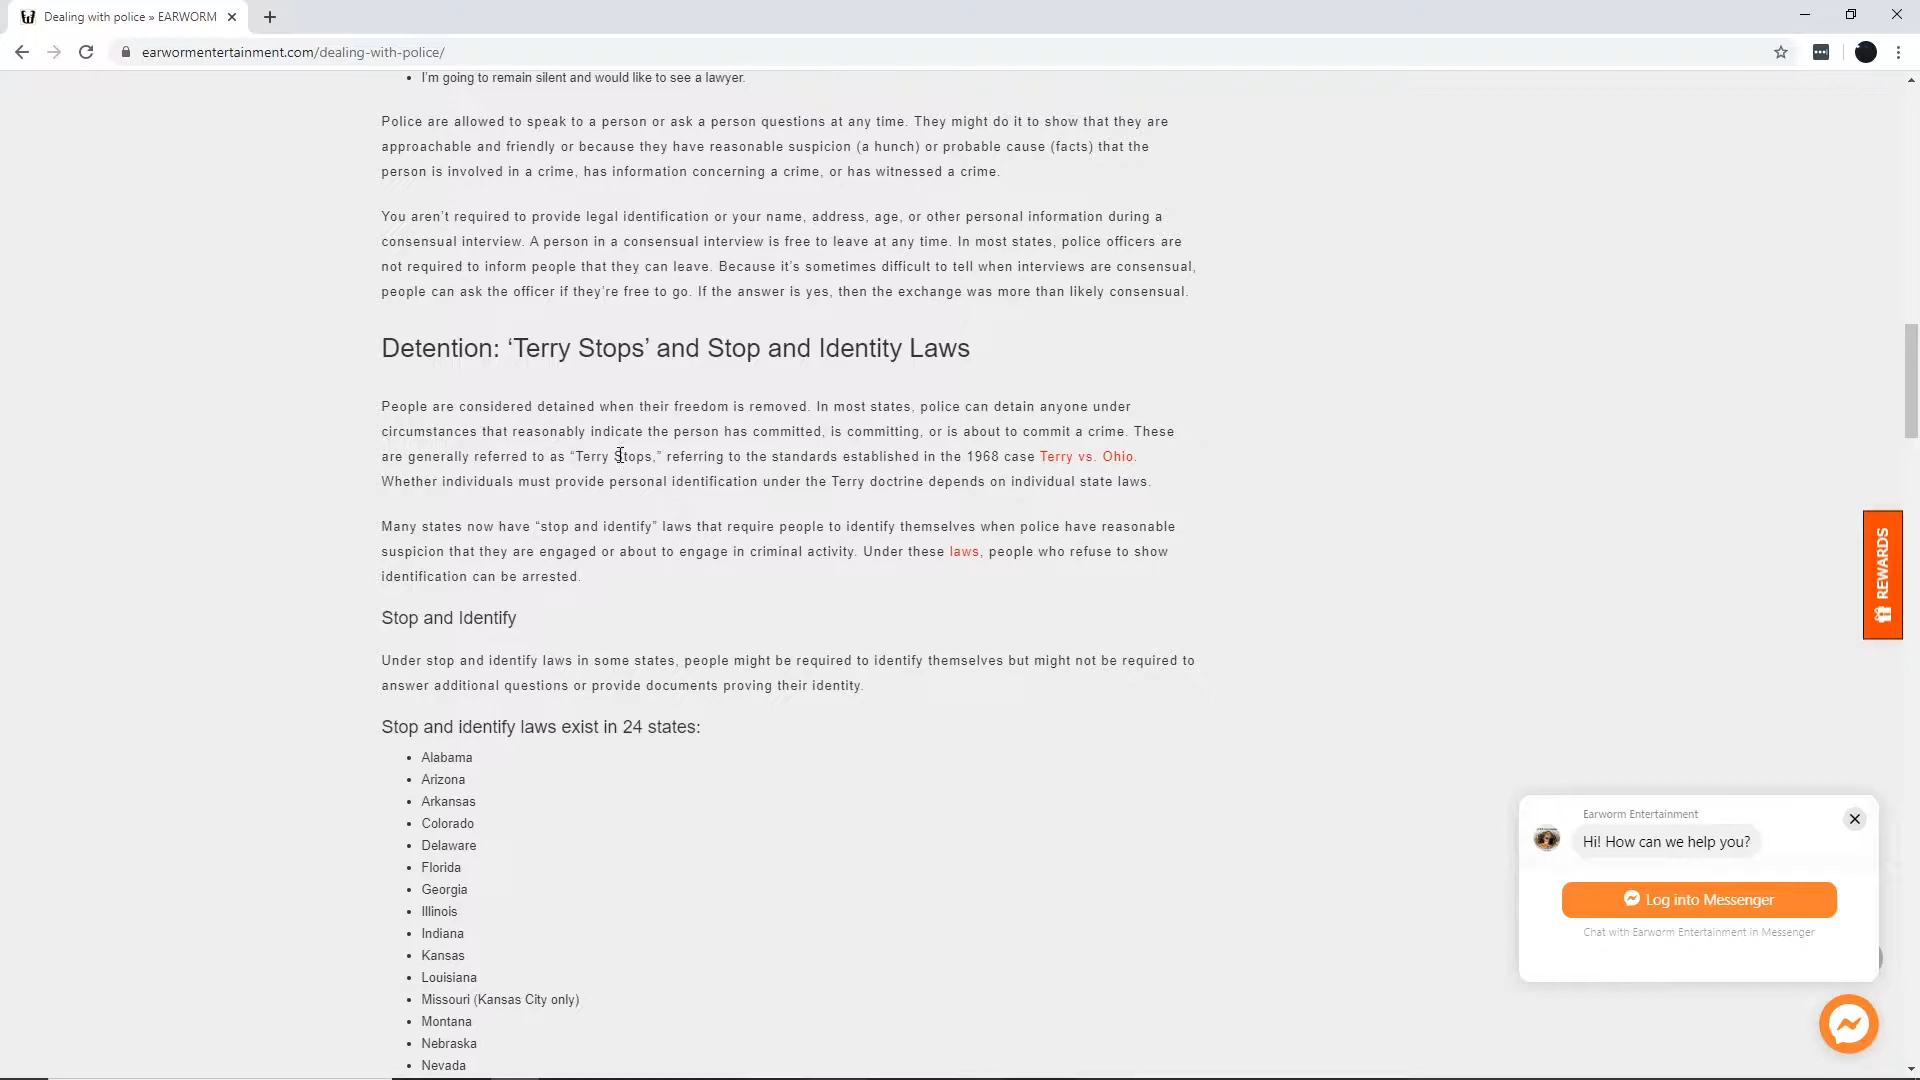 Dealing with police » EARWORM
earwormentertainment.com/dealing-with-police/
• I’m going to remain silent and would like to see a lawyer.
Police are allowed to speak to a person or ask a person questions at any time. They might do it to show that they are
approachable and friendly or because they have reasonable suspicion (a hunch) or probable cause (facts) that the
person is involved in a crime, has information concerning a crime, or has witnessed a crime.
You aren’t required to provide legal identification or your name, address, age, or other personal information during a
consensual interview. A person in a consensual interview is free to leave at any time. In most states, police officers are
not required to inform people that they can leave. Because it’s sometimes difficult to tell when interviews are consensual,
people can ask the officer if they’re free to go. If the answer is yes, then the exchange was more than likely consensual.
Detention: ‘Terry Stops’ and Stop and Identity Laws
People are considered detained when their freedom is removed. In most states, police can detain anyone under
circumstances that reasonably indicate the person has committed, is committing, or is about to commit a crime. These
are generally referred to as “Terry Stops,” referring to the standards established in the 1968 case Terry vs. Ohio.
Whether individuals must provide personal identification under the Terry doctrine depends on individual state laws.
Many states now have “stop and identify” laws that require people to identify themselves when police have reasonable
suspicion that they are engaged or about to engage in criminal activity. Under these laws, people who refuse to show
identification can be arrested.
Stop and Identify
Under stop and identify laws in some states, people might be required to identify themselves but might not be required to
answer additional questions or provide documents proving their identity.
Stop and identify laws exist in 24 states:
• Alabama
• Arizona
• Arkansas
• Colorado
• Delaware
• Florida
• Georgia
• Illinois
• Indiana
• Kansas
• Louisiana
• Missouri (Kansas City only)
• Montana
• Nebraska
• Nevada
REWARDS
Earworm Entertainment
Hi! How can we help you?
Log into Messenger
Chat with Earworm Entertainment in Messenger